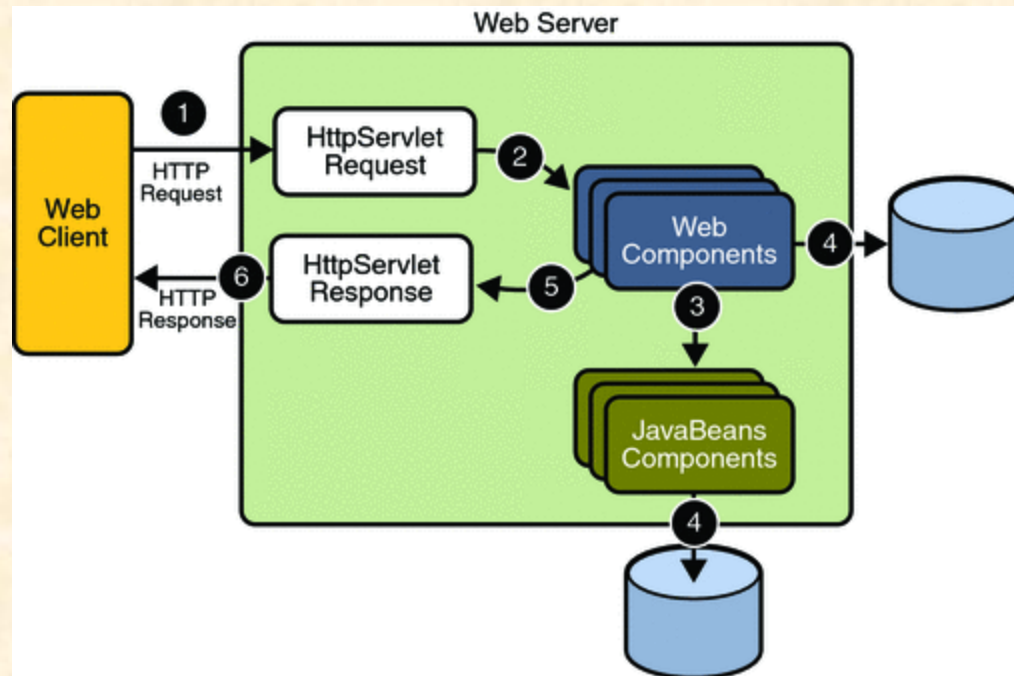 Web Server
1
HTTP
Request
Web
Client
HttpServlet
Request
2
Web
Components
4
HttpServlet
Response
5
6
HTTP
Response
3
JavaBeans
Components
4